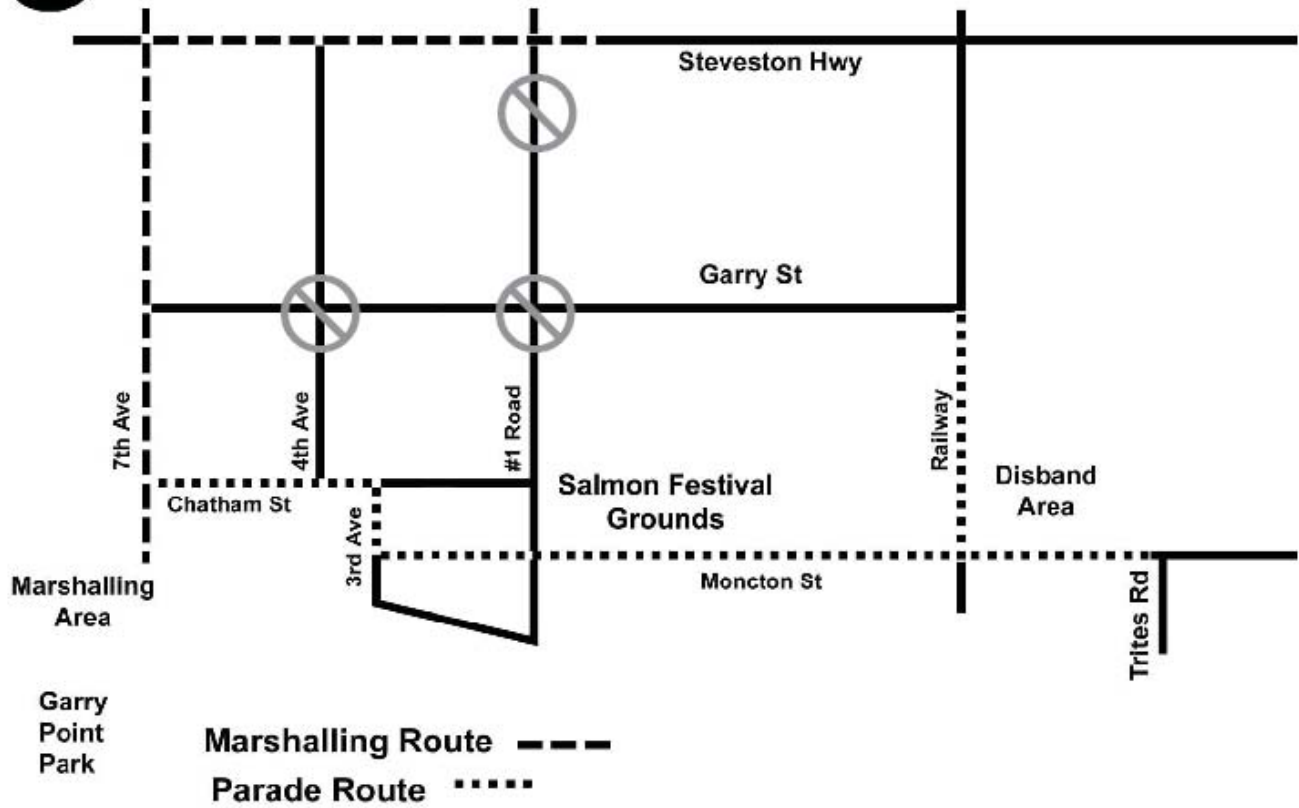 Steveston Hwy
Garry St
7th Ave
4th Ave
#1 Road
Railway
Chatham St
3rd Ave
Salmon Festival
Grounds
Disband
Area
Moncton St
Trites Rd
Marshalling
Area
Garry
Point
Park
Marshalling Route
Parade Route